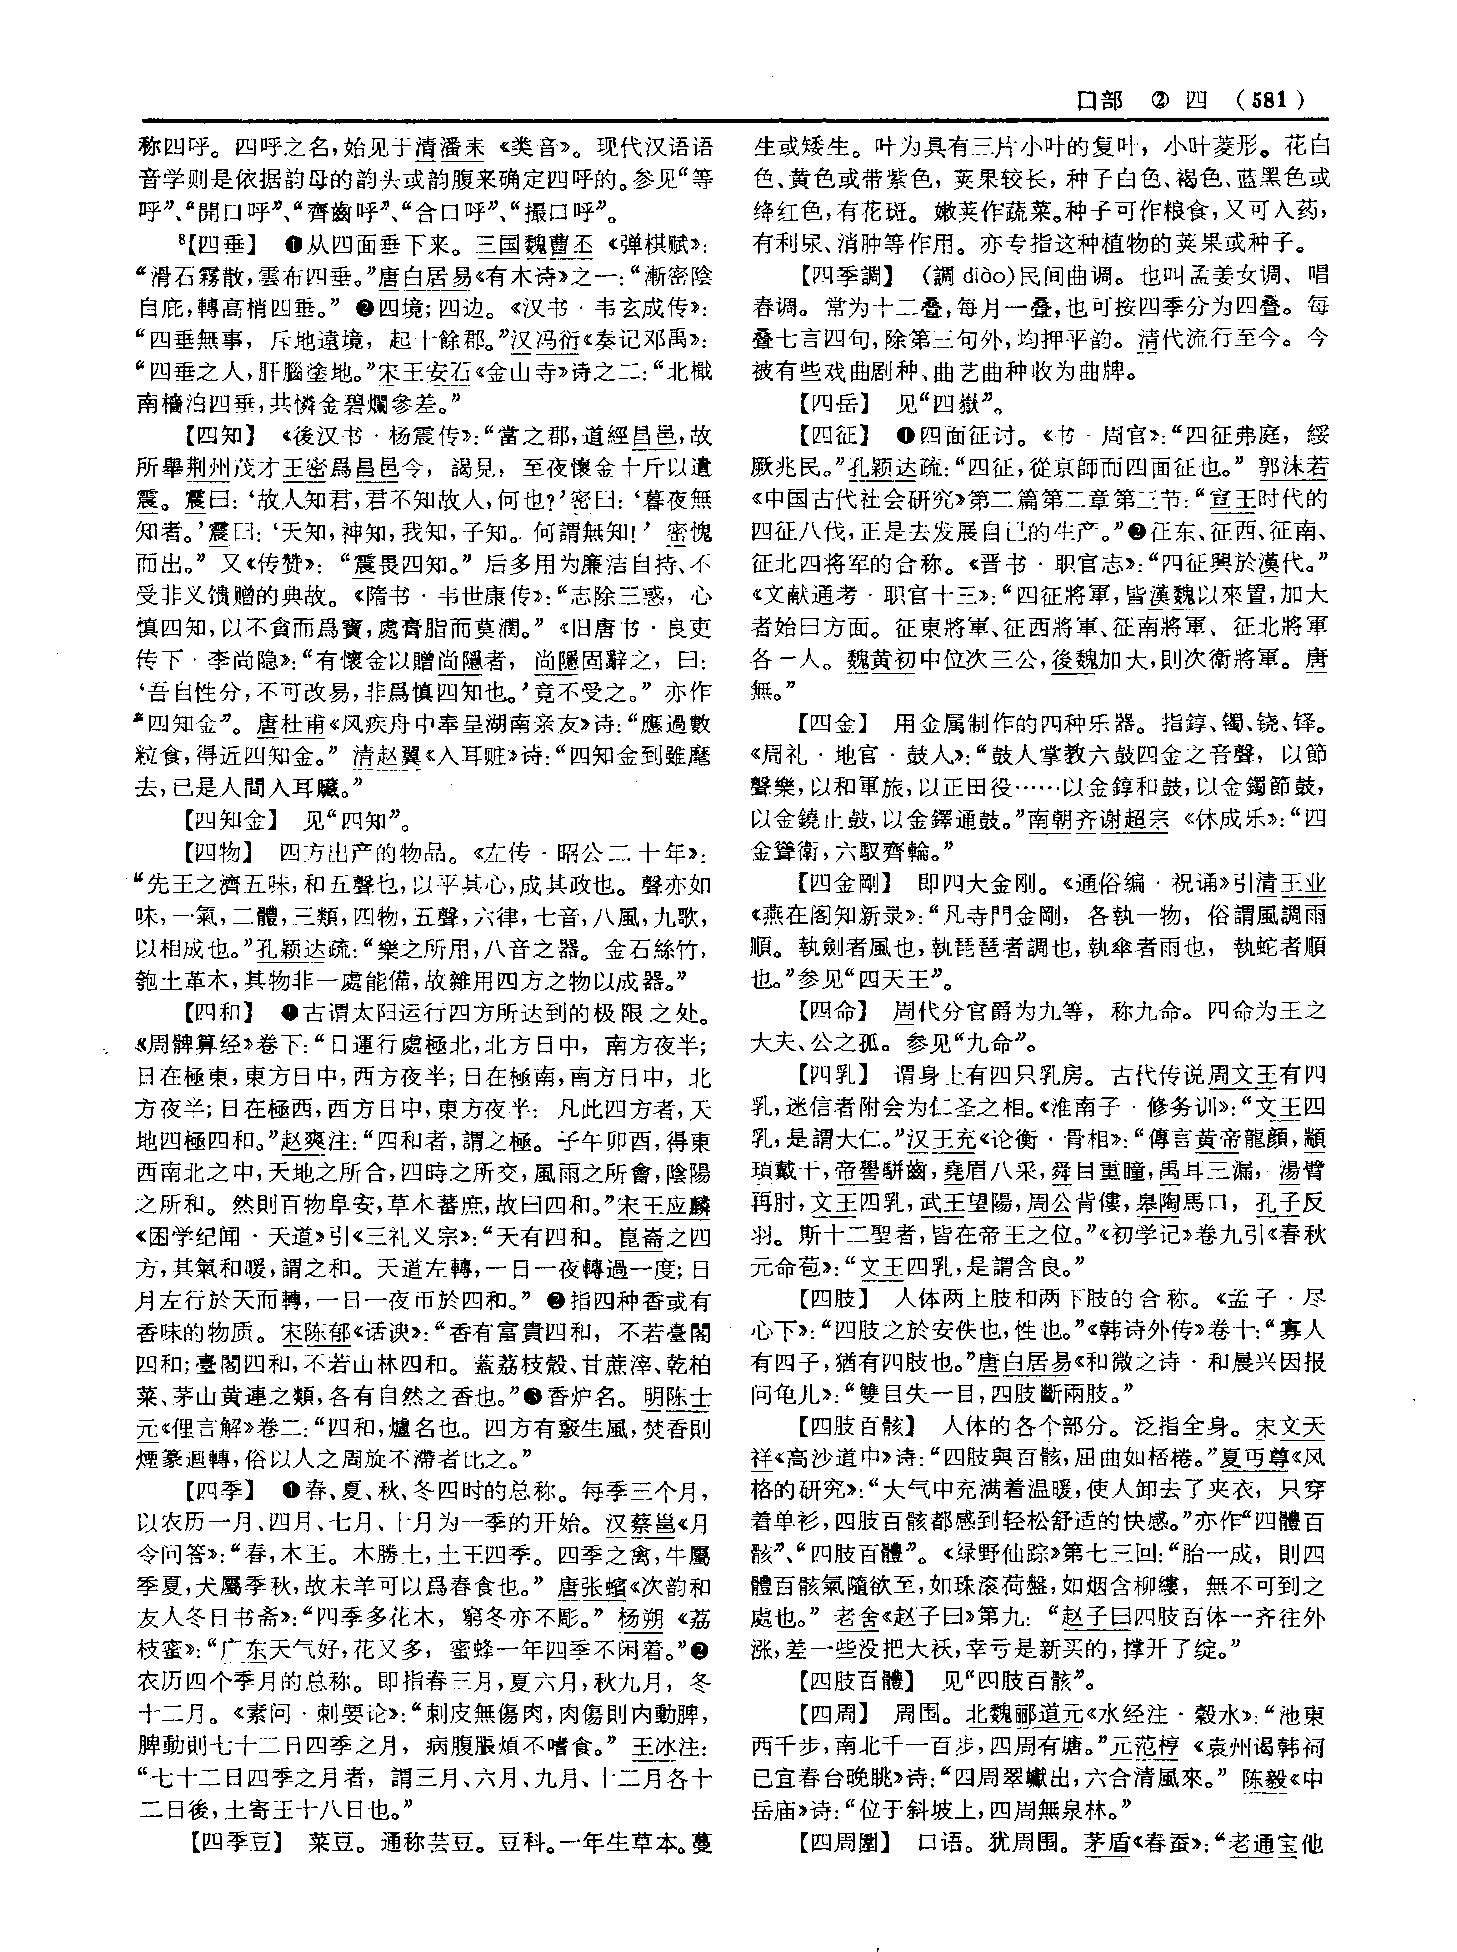 囗部 ② 四 (581)
称四呼。四呼之名,始见于清潘耒《类音》。现代汉语语
音学则是依据韵母的韵头或韵腹来确定四呼的。参见“等
呼”、“開口呼”、“齊齒呼”、“合口呼”、“撮口呼”。
⁸【四垂】 ❶从四面垂下来。三国魏曹丕《弹棋赋》:
“滑石霧散,雲布四垂。”唐白居易《有木诗》之一:“漸密陰
自庇,轉高梢四垂。” ❷四境;四边。《汉书·韦玄成传》:
“四垂無事,斥地遠境,起十餘郡。”汉冯衍《奏记邓禹》:
“四垂之人,肝腦塗地。”宋王安石《金山寺》诗之二:“北檝
南檣泊四垂,共憐金碧爛參差。”
【四知】 《後汉书·杨震传》:“當之郡,道經昌邑,故
所舉荆州茂才王密爲昌邑令,謁見,至夜懷金十斤以遺
震。震曰:‘故人知君,君不知故人,何也?’密曰:‘暮夜無
知者。’震曰:‘天知,神知,我知,子知。何謂無知!’密愧
而出。”又《传赞》:“震畏四知。”后多用为廉洁自持、不
受非义馈赠的典故。《隋书·韦世康传》:“志除三惑,心
慎四知,以不貪而爲寶,處膏脂而莫潤。”《旧唐书·良吏
传下·李尚隐》:“有懷金以贈尚隱者,尚隱固辭之,曰:
‘吾自性分,不可改易,非爲慎四知也。’竟不受之。”亦作
“四知金”。唐杜甫《风疾舟中奉呈湖南亲友》诗:“應過數
粒食,得近四知金。” 清赵翼《入耳赃》诗:“四知金到雖麾
去,已是人間入耳贜。”
【四知金】 见“四知”。
【四物】 四方出产的物品。《左传·昭公二十年》:
“先王之濟五味,和五聲也,以平其心,成其政也。聲亦如
味,一氣,二體,三類,四物,五聲,六律,七音,八風,九歌,
以相成也。”孔颖达疏:“樂之所用,八音之器。金石絲竹,
匏土革木,其物非一處能備,故雜用四方之物以成器。”
【四和】 ❶古谓太阳运行四方所达到的极限之处。
《周髀算经》卷下:“日運行處極北,北方日中,南方夜半;
日在極東,東方日中,西方夜半;日在極南,南方日中,北
方夜半;日在極西,西方日中,東方夜半;凡此四方者,天
地四極四和。”赵爽注:“四和者,謂之極。子午卯酉,得東
西南北之中,天地之所合,四時之所交,風雨之所會,陰陽
之所和。然則百物阜安,草木蕃庶,故曰四和。”宋王应麟
《困学纪闻·天道》引《三礼义宗》:“天有四和。崑崙之四
方,其氣和暖,謂之和。天道左轉,一日一夜轉過一度;日
月左行於天而轉,一日一夜帀於四和。” ❷指四种香或有
香味的物质。宋陈郁《话谀》:“香有富貴四和,不若臺閣
四和;臺閣四和,不若山林四和。蓋荔枝殼、甘蔗滓、乾柏
葉、茅山黄連之類,各有自然之香也。”❸香炉名。明陈士
元《俚言解》卷二:“四和,爐名也。四方有竅生風,焚香則
煙篆迴轉,俗以人之周旋不滯者比之。”
【四季】 ❶春、夏、秋、冬四时的总称。每季三个月,
以农历一月、四月、七月、十月为一季的开始。汉蔡邕《月
令问答》:“春,木王。木勝土,土王四季。四季之禽,牛屬
季夏,犬屬季秋,故未羊可以爲春食也。” 唐张蠙《次韵和
友人冬日书斋》:“四季多花木,窮冬亦不彫。” 杨朔《荔
枝蜜》:“广东天气好,花又多,蜜蜂一年四季不闲着。”❷
农历四个季月的总称。即指春三月,夏六月,秋九月,冬
十二月。《素问·刺要论》:“刺皮無傷肉,肉傷則内動脾,
脾動則七十二日四季之月,病腹脹煩不嗜食。” 王冰注:
“七十二日四季之月者,謂三月、六月、九月、十二月各十
二日後,土寄王十八日也。”
【四季豆】 菜豆。通称芸豆。豆科。一年生草本。蔓
生或矮生。叶为具有三片小叶的复叶,小叶菱形。花白
色、黄色或带紫色,荚果较长,种子白色、褐色、蓝黑色或
绛红色,有花斑。嫩荚作蔬菜。种子可作粮食,又可入药,
有利尿、消肿等作用。亦专指这种植物的荚果或种子。
【四季調】 (調 diào)民间曲调。也叫孟姜女调、唱
春调。常为十二叠,每月一叠,也可按四季分为四叠。每
叠七言四句,除第三句外,均押平韵。清代流行至今。今
被有些戏曲剧种、曲艺曲种收为曲牌。
【四岳】 见“四嶽”。
【四征】 ❶四面征讨。《书·周官》:“四征弗庭,綏
厥兆民。”孔颖达疏:“四征,從京師而四面征也。” 郭沫若
《中国古代社会研究》第二篇第二章第三节:“宣王时代的
四征八伐,正是去发展自己的生产。”❷征东、征西、征南、
征北四将军的合称。《晋书·职官志》:“四征興於漢代。”
《文献通考·职官十三》:“四征將軍,皆漢魏以來置,加大
者始曰方面。征東將軍、征西將軍、征南將軍、征北將軍
各一人。魏黄初中位次三公,後魏加大,則次衛將軍。唐
無。”
【四金】 用金属制作的四种乐器。指錞、镯、铙、铎。
《周礼·地官·鼓人》:“鼓人掌教六鼓四金之音聲,以節
聲樂,以和軍旅,以正田役……以金錞和鼓,以金鐲節鼓,
以金鐃止鼓,以金鐸通鼓。”南朝齐谢超宗《休成乐》:“四
金聳衛,六馭齊輪。”
【四金剛】 即四大金刚。《通俗编·祝诵》引清王业
《燕在阁知新录》:“凡寺門金剛,各執一物,俗謂風調雨
順。執劍者風也,執琵琶者調也,執傘者雨也,執蛇者順
也。”参见“四天王”。
【四命】 周代分官爵为九等,称九命。四命为王之
大夫、公之孤。参见“九命”。
【四乳】 谓身上有四只乳房。古代传说周文王有四
乳,迷信者附会为仁圣之相。《淮南子·修务训》:“文王四
乳,是謂大仁。”汉王充《论衡·骨相》:“傳言黄帝龍顔,顓
頊戴干,帝嚳駢齒,堯眉八采,舜目重瞳,禹耳三漏,湯臂
再肘,文王四乳,武王望陽,周公背僂,皋陶馬口,孔子反
羽。斯十二聖者,皆在帝王之位。”《初学记》卷九引《春秋
元命苞》:“文王四乳,是謂含良。”
【四肢】 人体两上肢和两下肢的合称。《孟子·尽
心下》:“四肢之於安佚也,性也。”《韩诗外传》卷十:“寡人
有四子,猶有四肢也。”唐白居易《和微之诗·和晨兴因报
问龟儿》:“雙目失一目,四肢斷兩肢。”
【四肢百骸】 人体的各个部分。泛指全身。宋文天
祥《高沙道中》诗:“四肢與百骸,屈曲如桮棬。”夏丏尊《风
格的研究》:“大气中充满着温暖,使人卸去了夹衣,只穿
着单衫,四肢百骸都感到轻松舒适的快感。”亦作“四體百
骸”、“四肢百體”。《绿野仙踪》第七三回:“胎一成,則四
體百骸氣隨欲至,如珠滚荷盤,如烟含柳縷,無不可到之
處也。” 老舍《赵子曰》第九:“赵子曰四肢百体一齐往外
涨,差一些没把大袄,幸亏是新买的,撑开了绽。”
【四肢百體】 见“四肢百骸”。
【四周】 周围。北魏郦道元《水经注·穀水》:“池東
西千步,南北千一百步,四周有塘。”元范梈《袁州谒韩祠
已宜春台晚眺》诗:“四周翠巘出,六合清風來。” 陈毅《中
岳庙》诗:“位于斜坡上,四周無泉林。”
【四周圍】 口语。犹周围。茅盾《春蚕》:“老通宝他